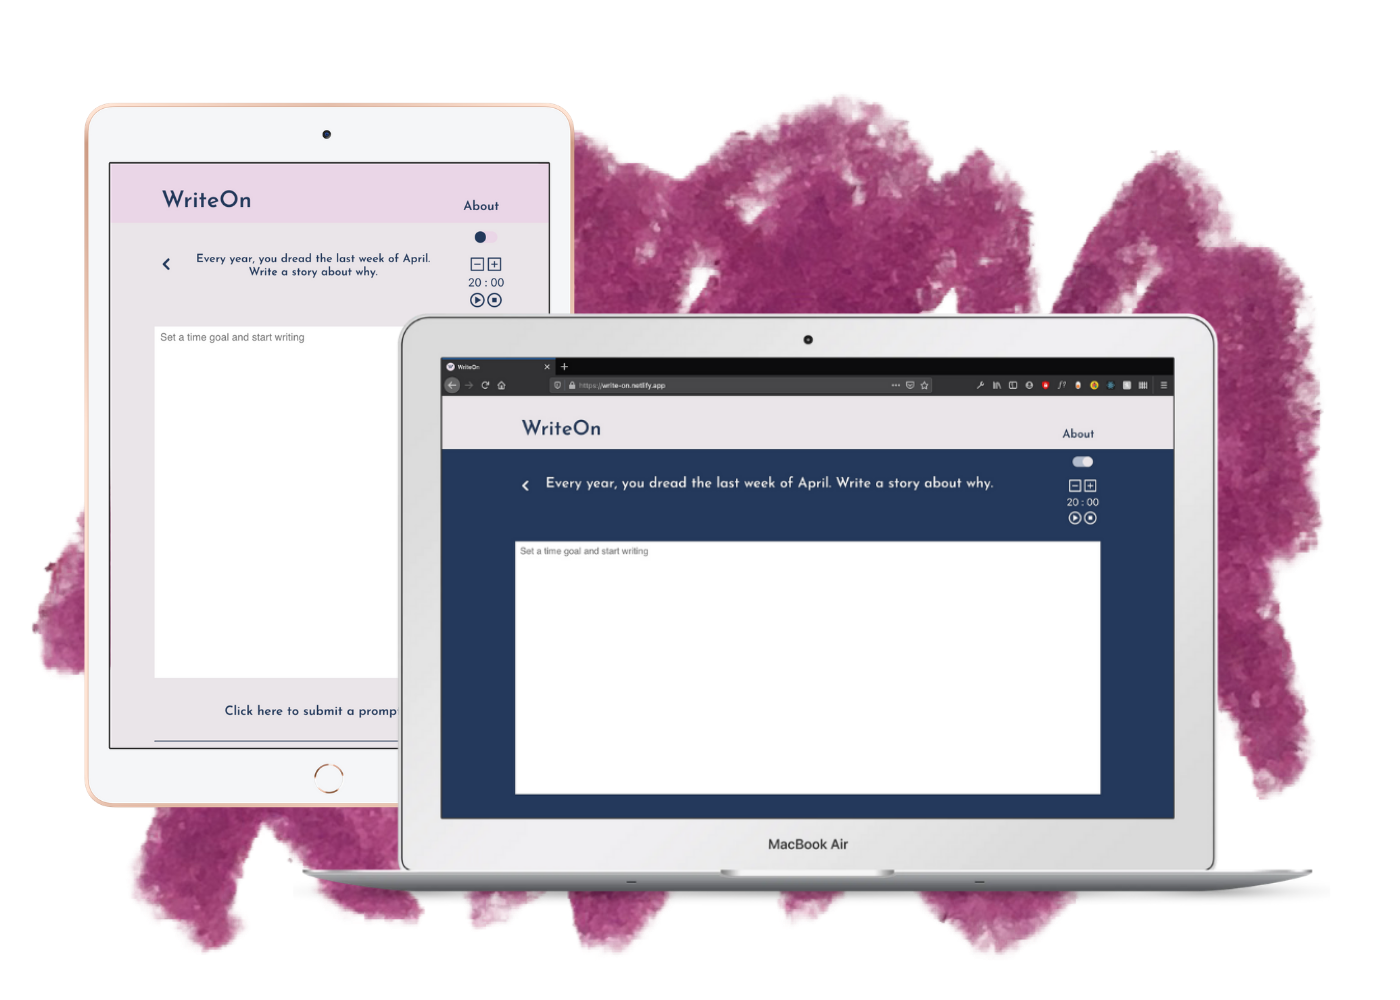 WriteOn
About
Every year, you dread the last week of April.
Write a story about why.
20 : 00
Set a time goal and start writing
Click here to submit a promp
WriteOn
https://write-on.netlify.app
WriteOn
About
Every year, you dread the last week of April. Write a story about why.
20 : 00
Set a time goal and start writing
MacBook Air